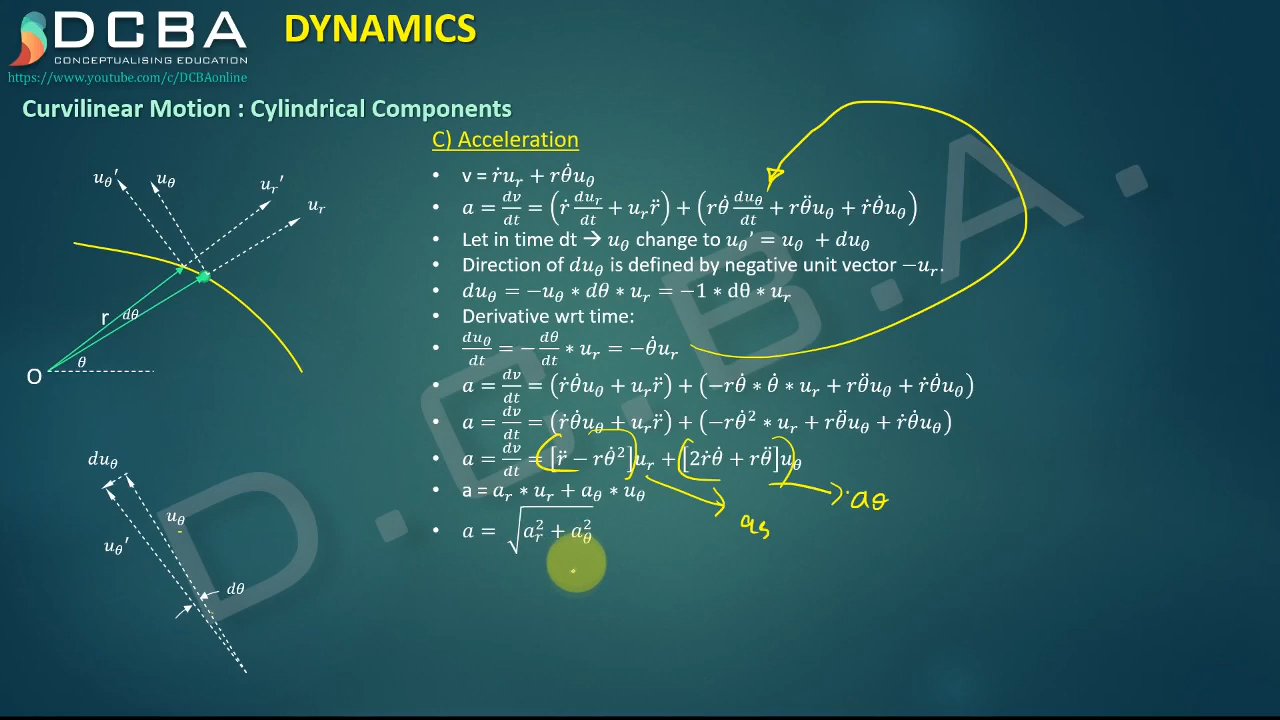 DCBA
CONCEPTUALISING EDUCATION
https://www.youtube.com/c/DCBAonline
DYNAMICS
Curvilinear Motion : Cylindrical Components
C) Acceleration
• v = ṙu_r + rθ̇u_θ
• a = dv/dt = (ṙ du_r/dt + u_r r̈) + (rθ̇ du_θ/dt + rθ̈u_θ + ṙθ̇u_θ)
• Let in time dt → u_θ change to u_θ' = u_θ + du_θ
• Direction of du_θ is defined by negative unit vector −u_r.
• du_θ = −u_θ * dθ * u_r = −1 * dθ * u_r
• Derivative wrt time:
• du_θ/dt = − dθ/dt * u_r = −θ̇u_r
• a = dv/dt = (ṙθ̇u_θ + u_r r̈) + (−rθ̇ * θ̇ * u_r + rθ̈u_θ + ṙθ̇u_θ)
• a = dv/dt = (ṙθ̇u_θ + u_r r̈) + (−rθ̇² * u_r + rθ̈u_θ + ṙθ̇u_θ)
• a = dv/dt = [r̈ − rθ̇²]u_r + [2ṙθ̇ + rθ̈]u_θ
• a = a_r * u_r + a_θ * u_θ
• a = √(a_r² + a_θ²)
aθ
u_θ'
u_θ
u_r'
u_r
r
dθ
θ
O
du_θ
u_θ
u_θ'
dθ
D.C.B.A.